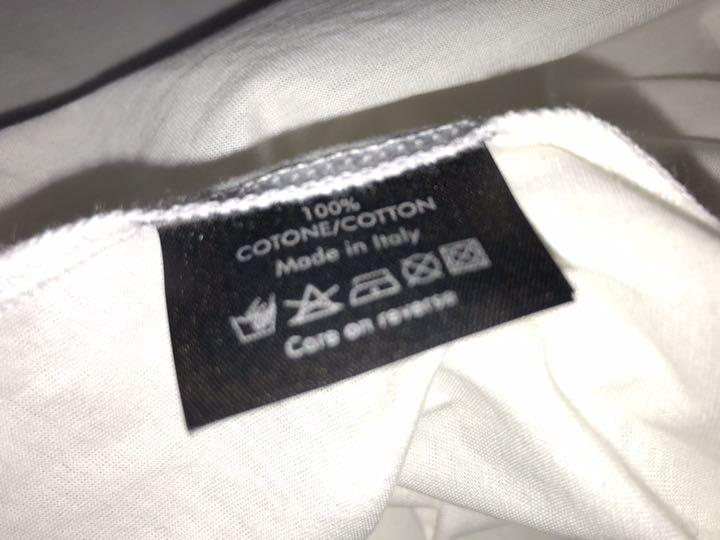 100%
COTONE/COTTON
Made in Italy
Care on reverse